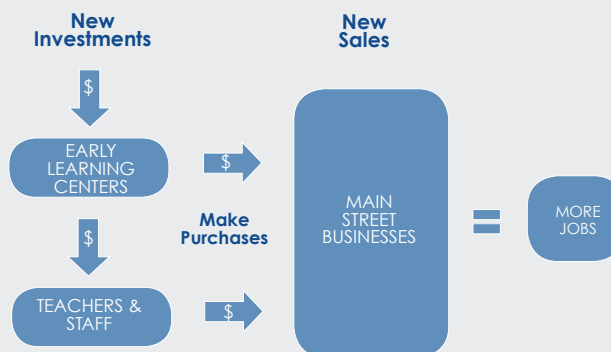 New
Investments
New
Sales
$
EARLY
LEARNING
CENTERS
$
$
Make
Purchases
MAIN
STREET
BUSINESSES
=
MORE
JOBS
TEACHERS &
STAFF
$